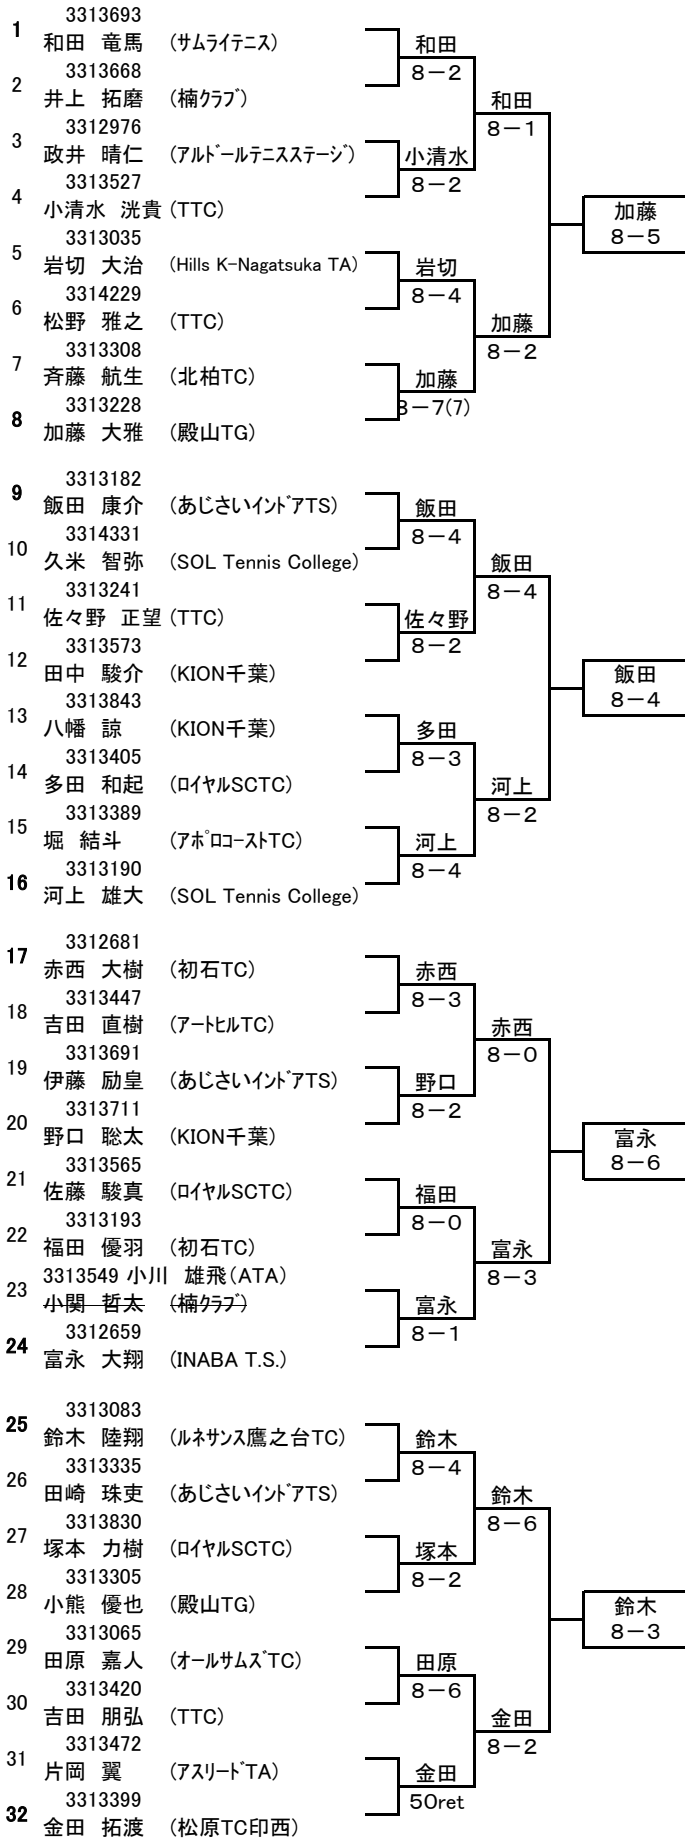 3313693
1 和田 竜馬 (サムライテニス)
和田
8-2
3313668
2 井上 拓磨 (楠クラブ)
和田
8-1
3312976
3 政井 晴仁 (アルドールテニスステージ)
小清水
8-2
3313527
4 小清水 洸貴 (TTC)
加藤
8-5
3313035
5 岩切 大治 (Hills K-Nagatsuka TA)
岩切
8-4
3314229
6 松野 雅之 (TTC)
加藤
8-2
3313308
7 斉藤 航生 (北柏TC)
加藤
8-7(7)
3313228
8 加藤 大雅 (殿山TG)
3313182
9 飯田 康介 (あじさいインドアTS)
飯田
8-4
3314331
10 久米 智弥 (SOL Tennis College)
飯田
8-4
3313241
11 佐々野 正望 (TTC)
佐々野
8-2
3313573
12 田中 駿介 (KION千葉)
飯田
8-4
3313843
13 八幡 諒 (KION千葉)
多田
8-3
3313405
14 多田 和起 (ロイヤルSCTC)
河上
8-2
3313389
15 堀 結斗 (アポロコーストTC)
河上
8-4
3313190
16 河上 雄大 (SOL Tennis College)
3312681
17 赤西 大樹 (初石TC)
赤西
8-3
3313447
18 吉田 直樹 (アートヒルTC)
赤西
8-0
3313691
19 伊藤 励皇 (あじさいインドアTS)
野口
8-2
3313711
20 野口 聡太 (KION千葉)
富永
8-6
3313565
21 佐藤 駿真 (ロイヤルSCTC)
福田
8-0
3313193
22 福田 優羽 (初石TC)
富永
8-3
3313549 小川 雄飛(ATA)
23 小関 哲太 (楠クラブ)
富永
8-1
3312659
24 富永 大翔 (INABA T.S.)
3313083
25 鈴木 陸翔 (ルネサンス鷹之台TC)
鈴木
8-4
3313335
26 田崎 珠吏 (あじさいインドアTS)
鈴木
8-6
3313830
27 塚本 力樹 (ロイヤルSCTC)
塚本
8-2
3313305
28 小熊 優也 (殿山TG)
鈴木
8-3
3313065
29 田原 嘉人 (オールサムズTC)
田原
8-6
3313420
30 吉田 朋弘 (TTC)
金田
8-2
3313472
31 片岡 翼 (アスリードTA)
金田
50ret
3313399
32 金田 拓渡 (松原TC印西)